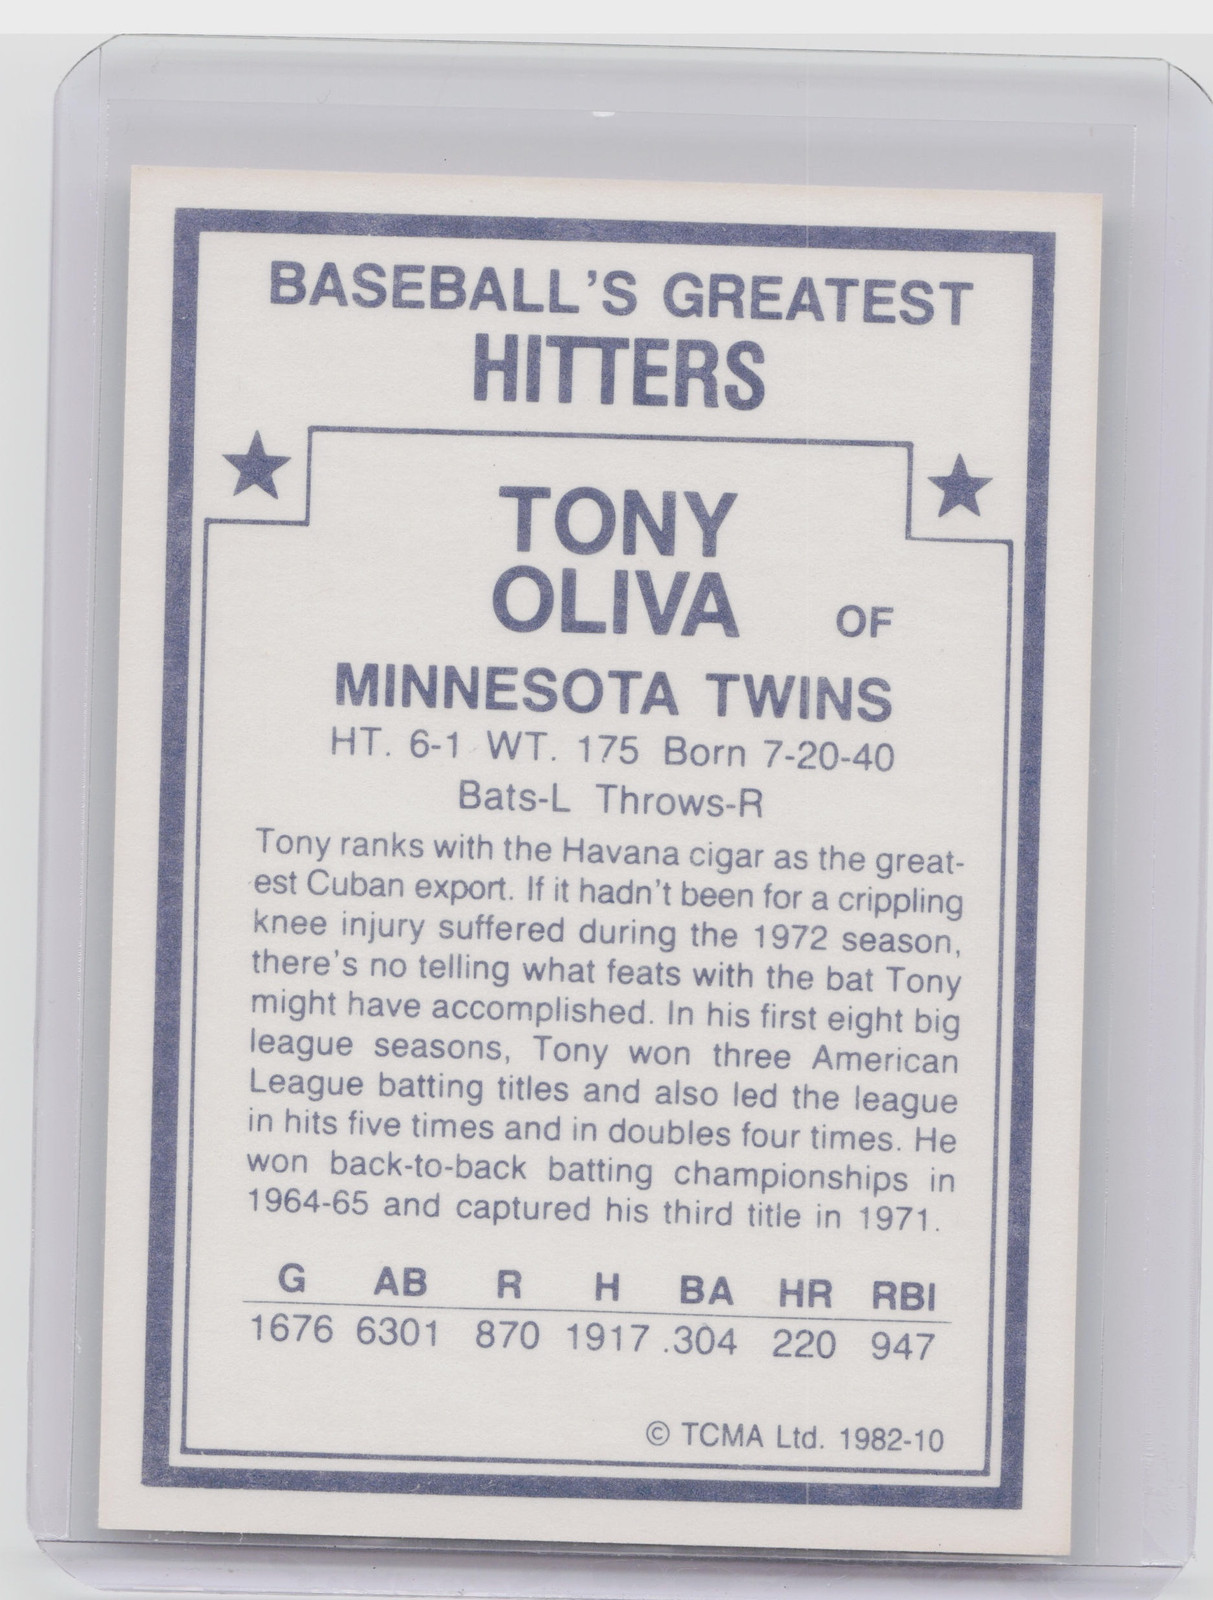 BASEBALL'S GREATEST
HITTERS
TONY
OLIVA OF
MINNESOTA TWINS
HT. 6-1 WT. 175 Born 7-20-40
Bats-L Throws-R
Tony ranks with the Havana cigar as the great-
est Cuban export. If it hadn't been for a crippling
knee injury suffered during the 1972 season,
there's no telling what feats with the bat Tony
might have accomplished. In his first eight big
league seasons, Tony won three American
League batting titles and also led the league
in hits five times and in doubles four times. He
won back-to-back batting championships in
1964-65 and captured his third title in 1971.
G AB R H BA HR RBI
1676 6301 870 1917 .304 220 947
© TCMA Ltd. 1982-10